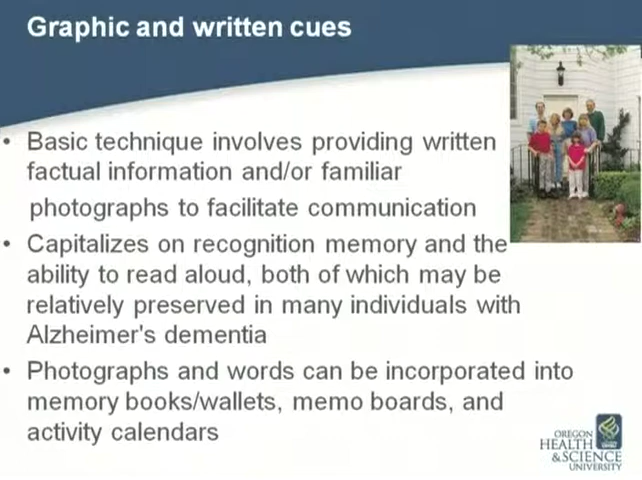 Graphic and written cues
• Basic technique involves providing written
factual information and/or familiar
photographs to facilitate communication
• Capitalizes on recognition memory and the
ability to read aloud, both of which may be
relatively preserved in many individuals with
Alzheimer's dementia
• Photographs and words can be incorporated into
memory books/wallets, memo boards, and
activity calendars
OREGON
HEALTH
& SCIENCE
UNIVERSITY